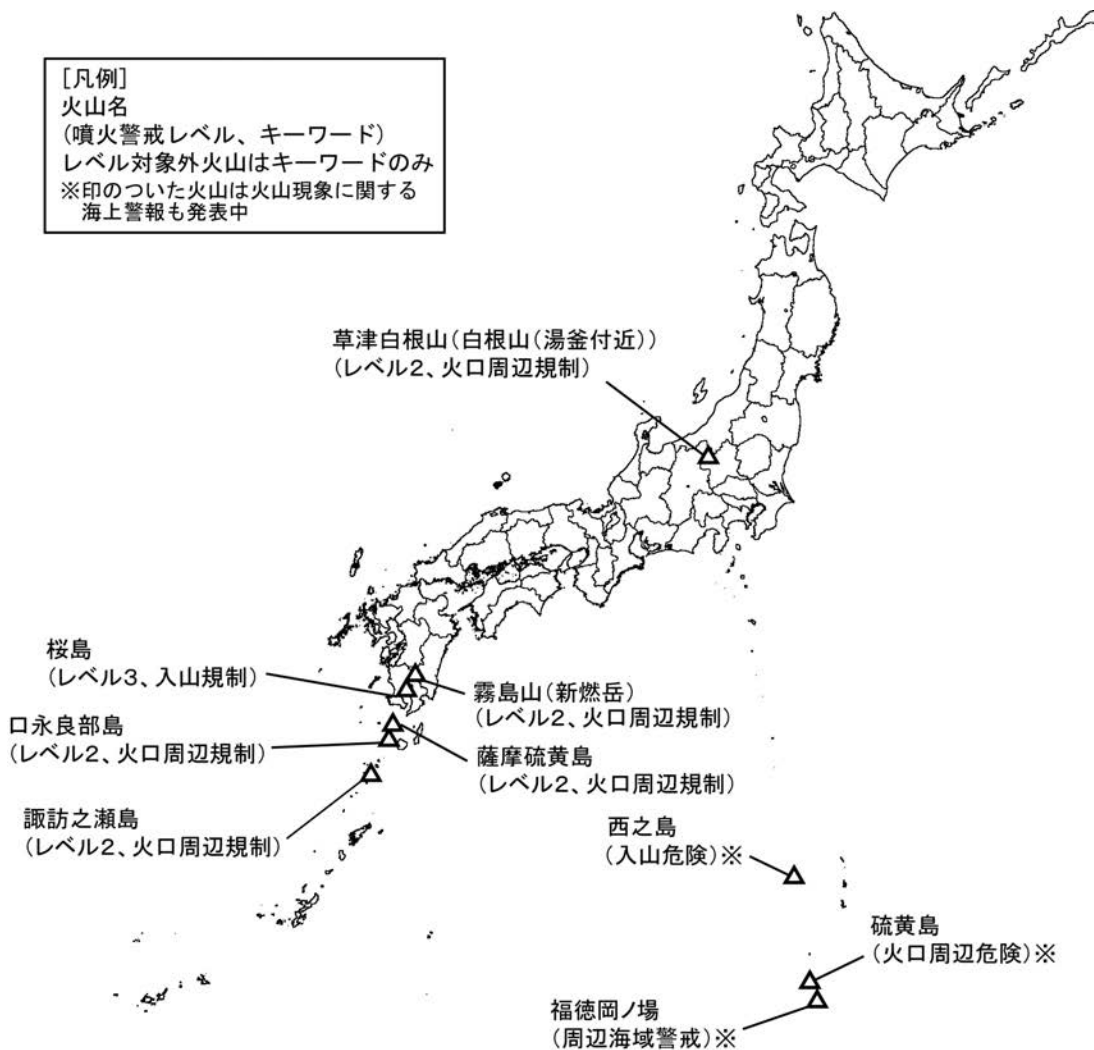 [凡例]
火山名
(噴火警戒レベル、キーワード)
レベル対象外火山はキーワードのみ
※印のついた火山は火山現象に関する
海上警報も発表中
草津白根山(白根山(湯釜付近))
(レベル2、火口周辺規制)
桜島
(レベル3、入山規制)
霧島山(新燃岳)
(レベル2、火口周辺規制)
口永良部島
(レベル2、火口周辺規制)
薩摩硫黄島
(レベル2、火口周辺規制)
諏訪之瀬島
(レベル2、火口周辺規制)
西之島
(入山危険)※
硫黄島
(火口周辺危険)※
福徳岡ノ場
(周辺海域警戒)※